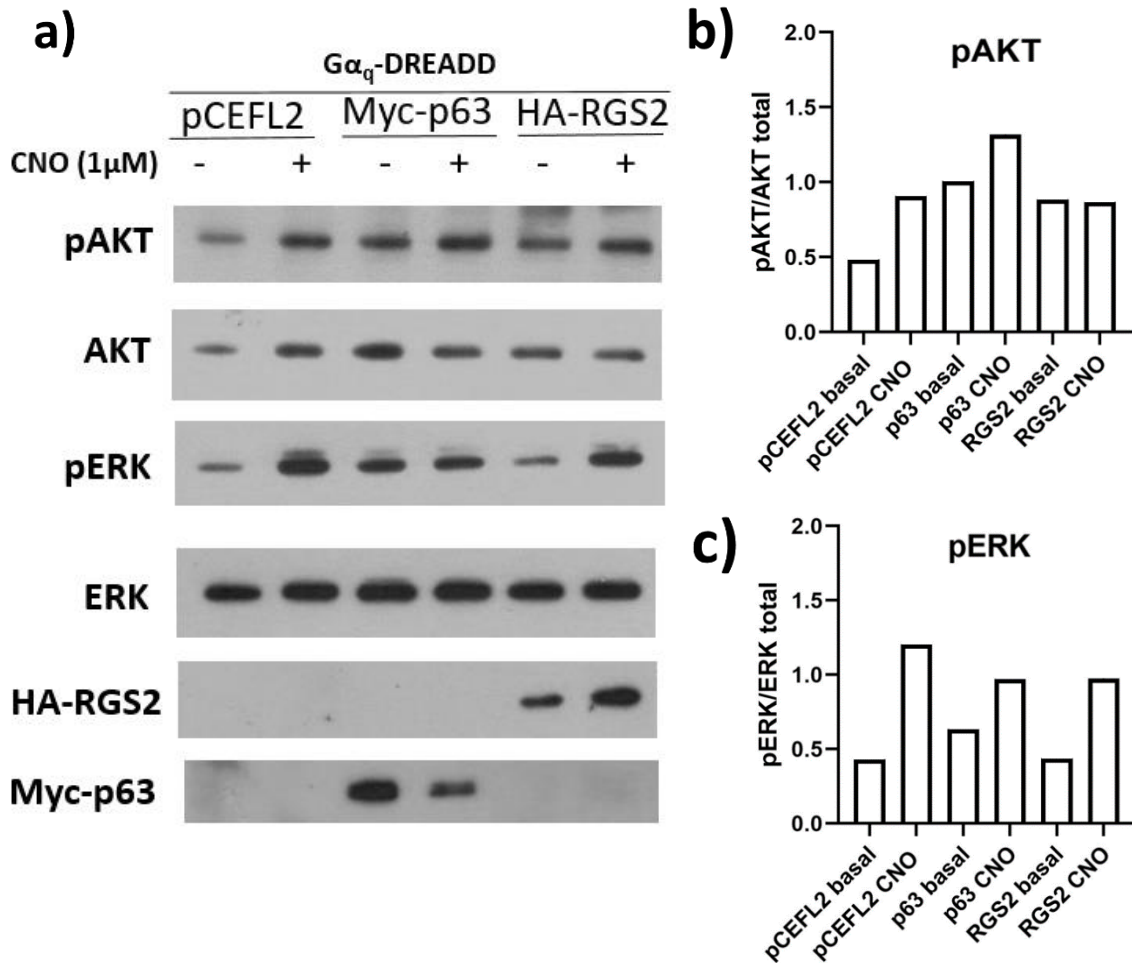 a)
Gαq-DREADD
pCEFL2 Myc-p63 HA-RGS2
CNO (1µM) - + - + - +
pAKT
AKT
pERK
ERK
HA-RGS2
Myc-p63
b)
pAKT
pAKT/AKT total
2.0
1.5
1.0
0.5
0.0
pCEFL2 basal
pCEFL2 CNO
p63 basal
p63 CNO
RGS2 basal
RGS2 CNO
c)
pERK
pERK/ERK total
2.0
1.5
1.0
0.5
0.0
pCEFL2 basal
pCEFL2 CNO
p63 basal
p63 CNO
RGS2 basal
RGS2 CNO